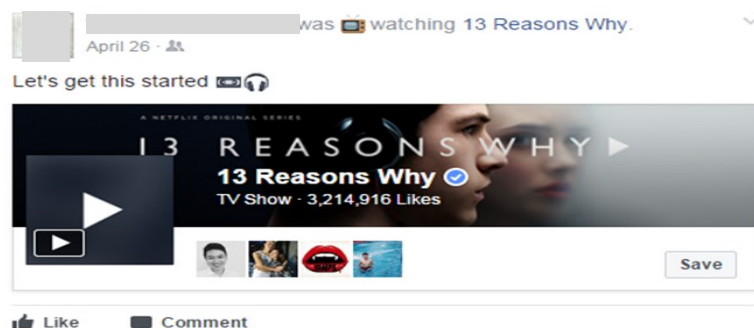 was 📺 watching 13 Reasons Why.
April 26 ·
Let's get this started 📼🎧
A NETFLIX ORIGINAL SERIES
13 REASONS WHY
13 Reasons Why
TV Show · 3,214,916 Likes
Save
Like Comment